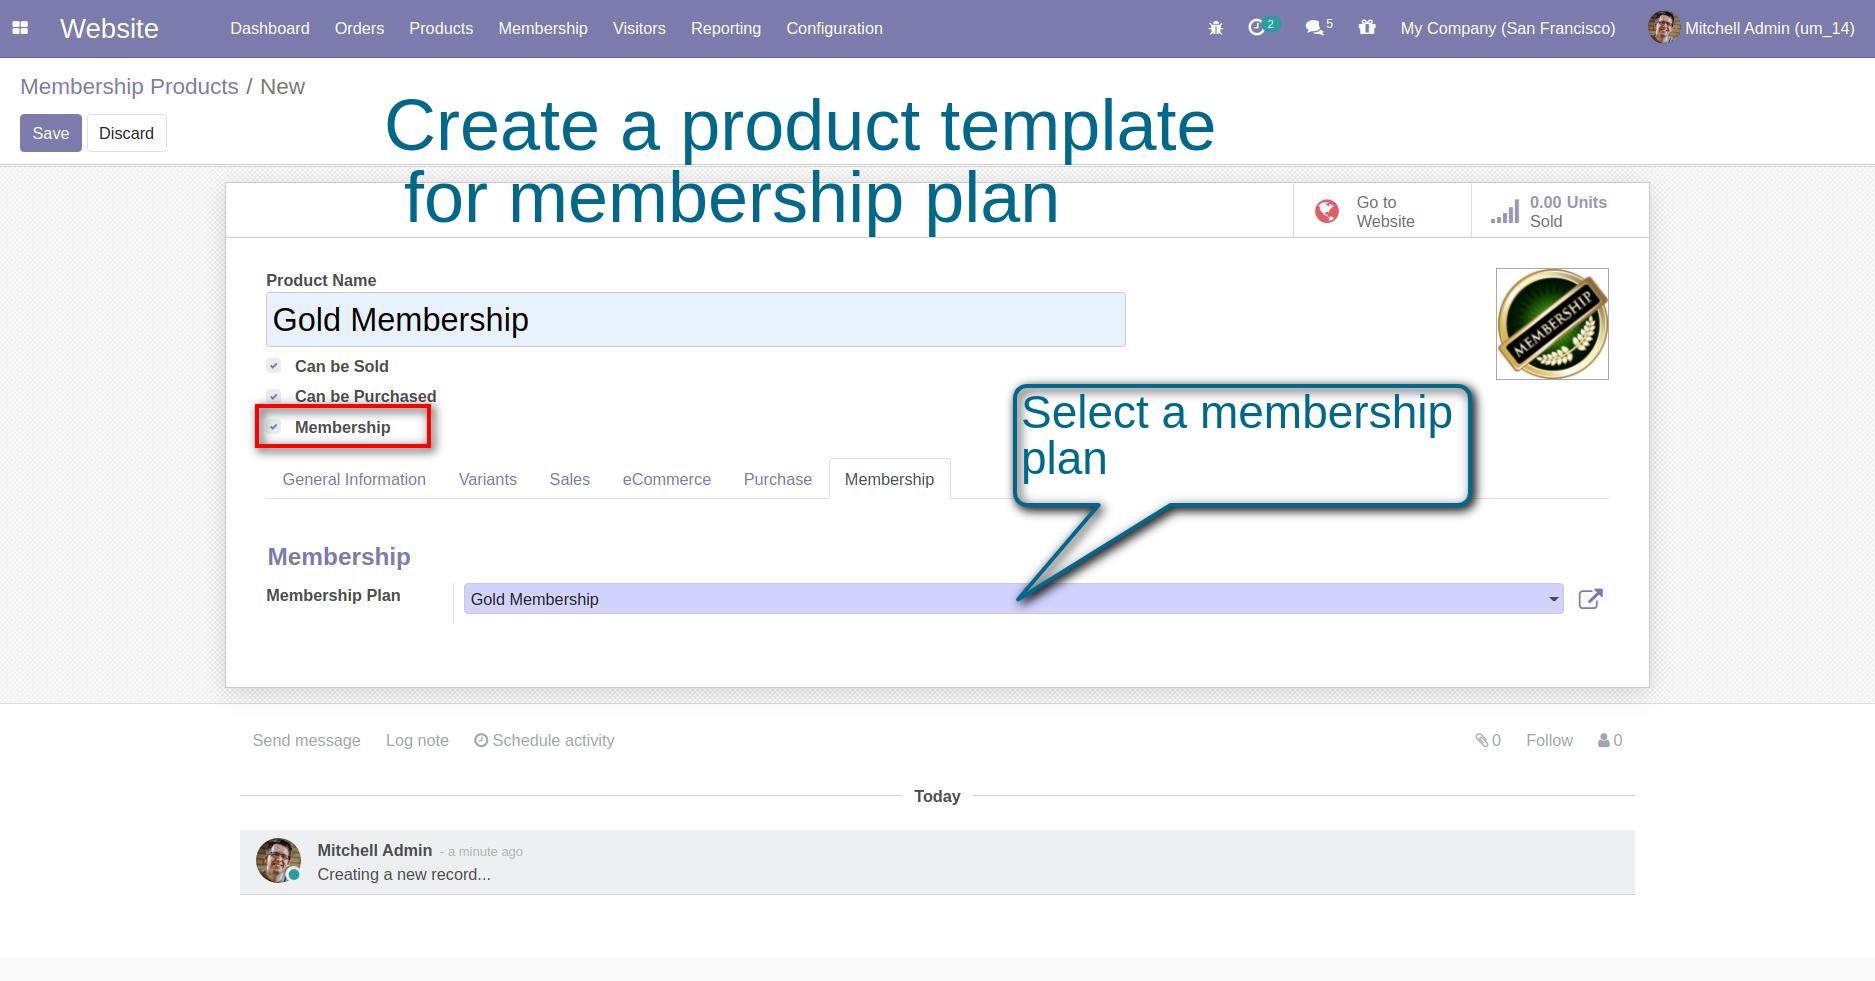 Website Dashboard Orders Products Membership Visitors Reporting Configuration 2 5 My Company (San Francisco) Mitchell Admin (um_14)
Membership Products / New
Save Discard
Create a product template
for membership plan
Go to
Website
0.00 Units
Sold
Product Name
Gold Membership
MEMBERSHIP
Can be Sold
Can be Purchased
Membership
Select a membership
plan
General Information Variants Sales eCommerce Purchase Membership
Membership
Membership Plan Gold Membership
Send message Log note Schedule activity 0 Follow 0
Today
Mitchell Admin - a minute ago
Creating a new record...